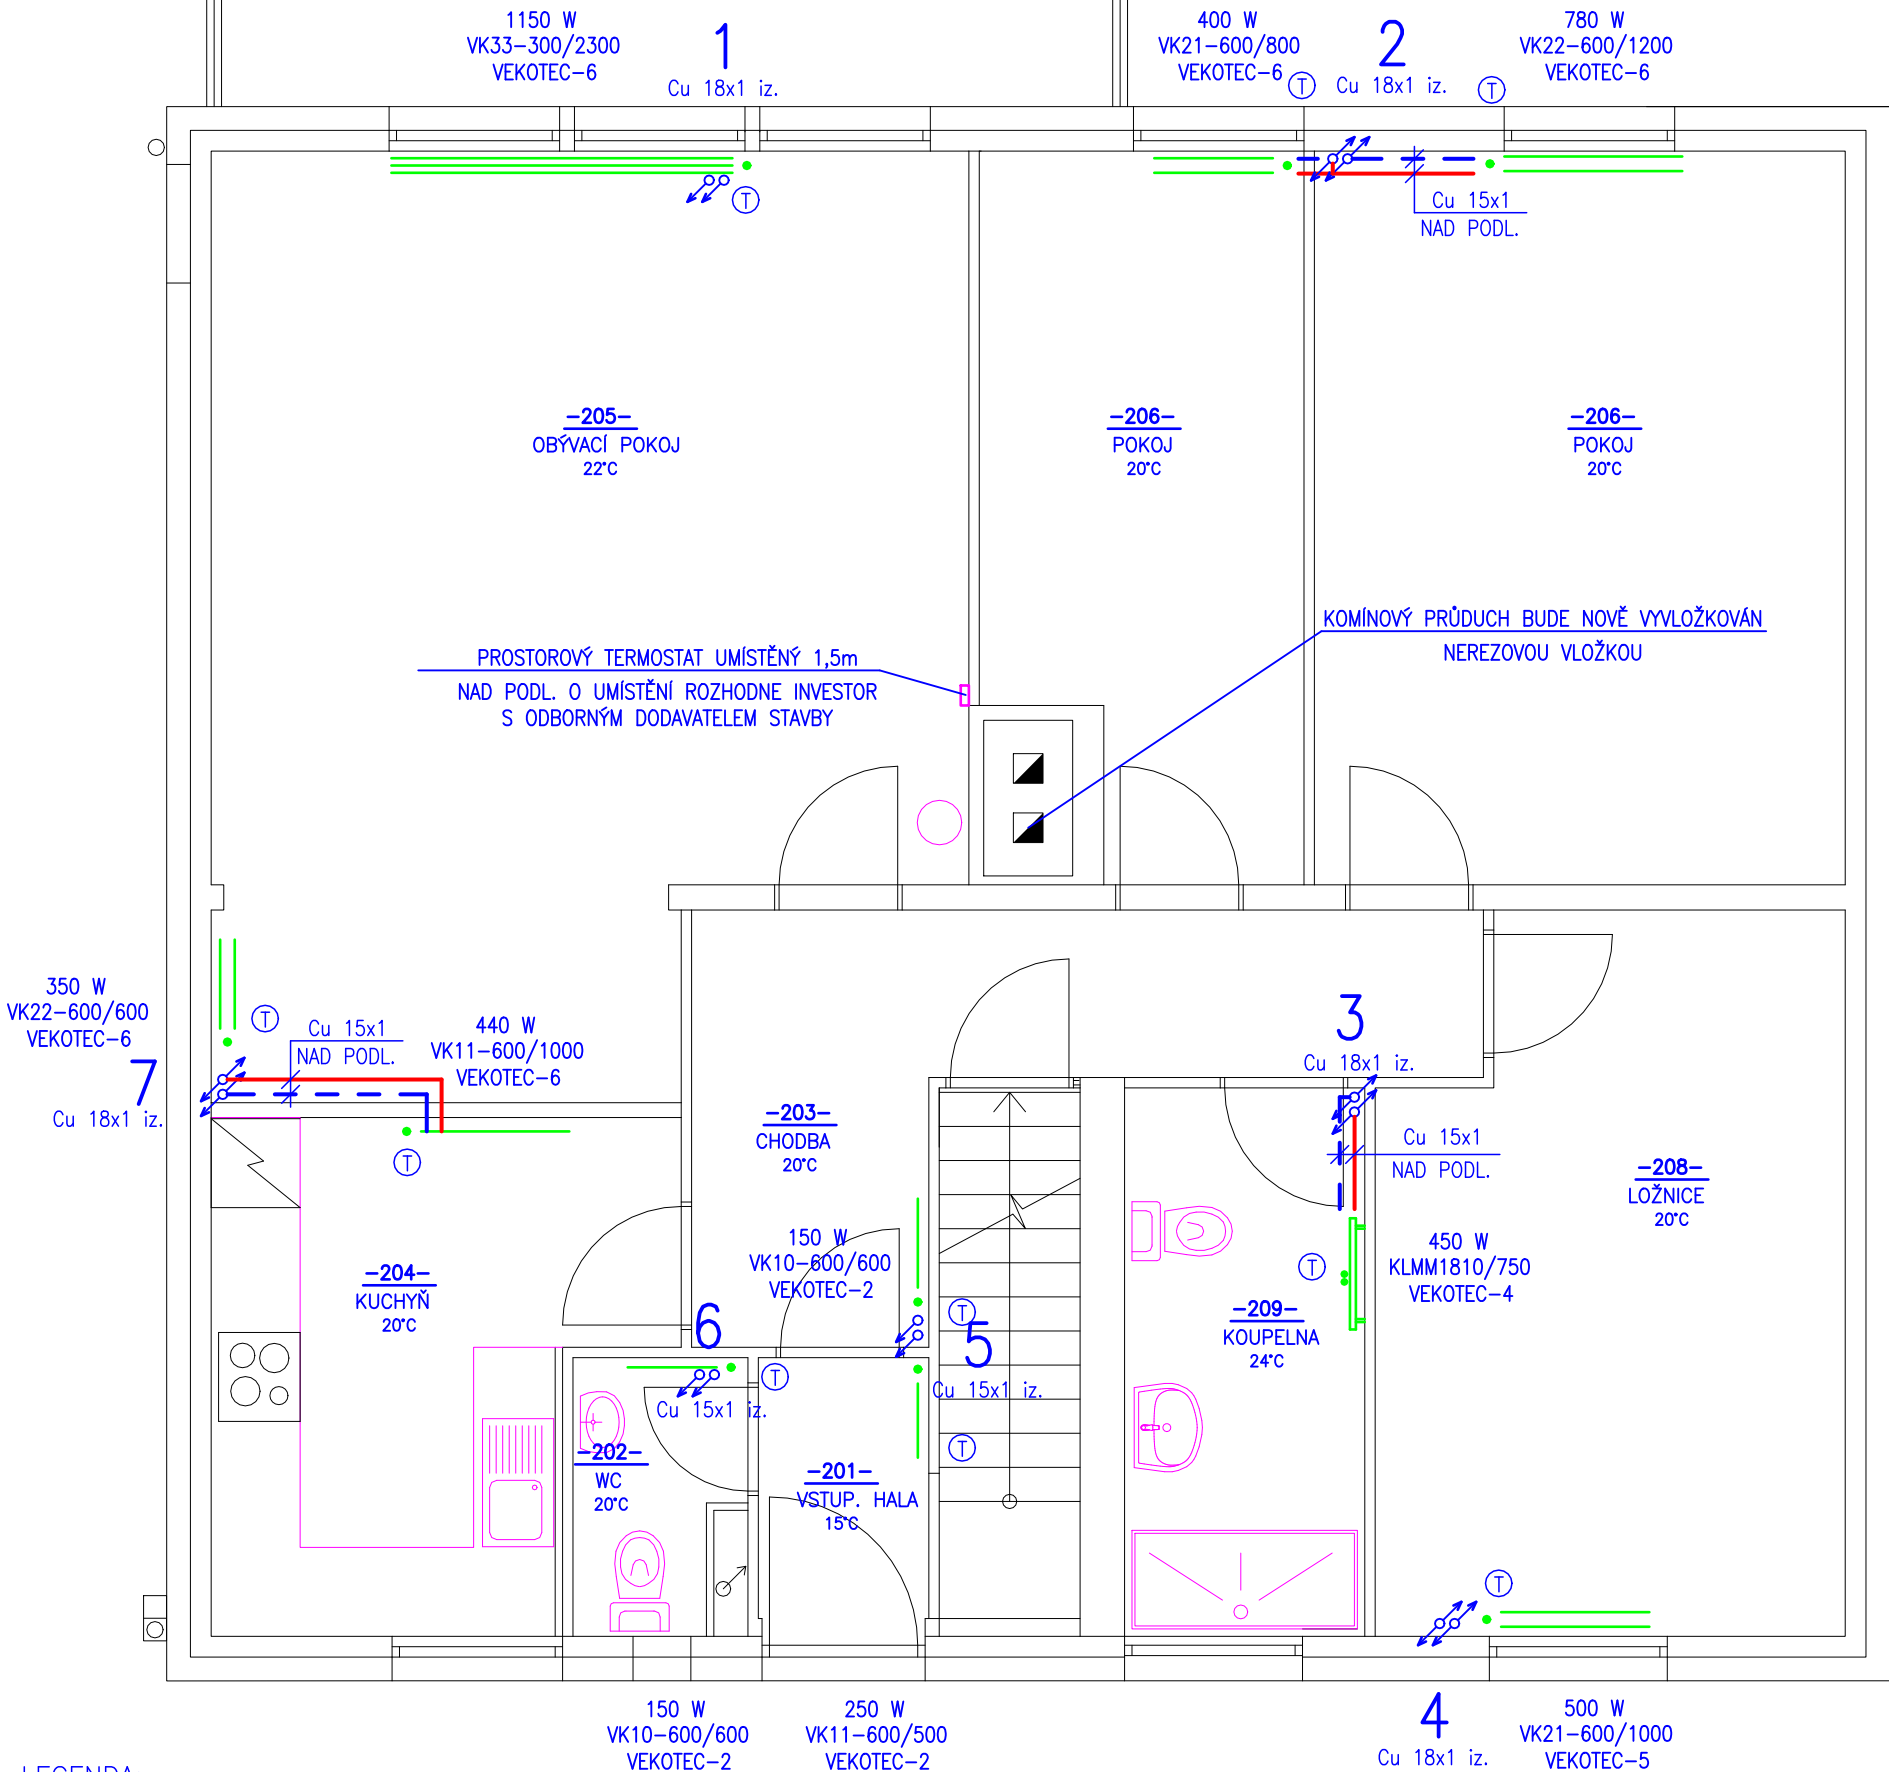 1150 W
VK33-300/2300
VEKOTEC-6
1
Cu 18x1 iz.
400 W
VK21-600/800
VEKOTEC-6
T
2
Cu 18x1 iz.
780 W
VK22-600/1200
VEKOTEC-6
T
T
Cu 15x1
NAD PODL.
-205-
OBÝVACÍ POKOJ
22°C
-206-
POKOJ
20°C
-206-
POKOJ
20°C
PROSTOROVÝ TERMOSTAT UMÍSTĚNÝ 1,5m
NAD PODL. O UMÍSTĚNÍ ROZHODNE INVESTOR
S ODBORNÝM DODAVATELEM STAVBY
KOMÍNOVÝ PRŮDUCH BUDE NOVĚ VYVLOŽKOVÁN
NEREZOVOU VLOŽKOU
350 W
VK22-600/600
VEKOTEC-6
7
Cu 18x1 iz.
T
Cu 15x1
NAD PODL.
440 W
VK11-600/1000
VEKOTEC-6
T
3
Cu 18x1 iz.
Cu 15x1
NAD PODL.
-203-
CHODBA
20°C
-208-
LOŽNICE
20°C
150 W
VK10-600/600
VEKOTEC-2
T
450 W
KLMM1810/750
VEKOTEC-4
T
-204-
KUCHYŇ
20°C
-209-
KOUPELNA
24°C
6
Cu 15x1 iz.
T
5
Cu 15x1 iz.
T
-202-
WC
20°C
-201-
VSTUP. HALA
15°C
T
150 W
VK10-600/600
VEKOTEC-2
250 W
VK11-600/500
VEKOTEC-2
4
Cu 18x1 iz.
500 W
VK21-600/1000
VEKOTEC-5
LEGENDA